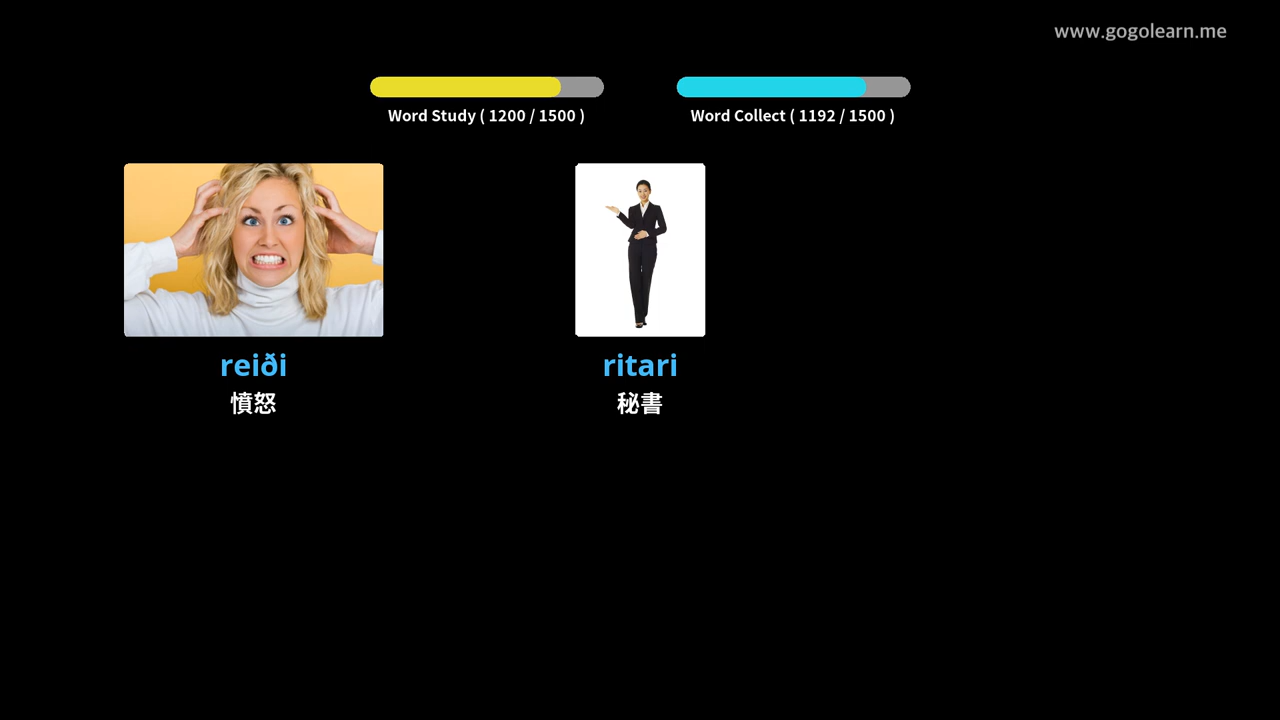 www.gogolearn.me
Word Study ( 1200 / 1500 )
Word Collect ( 1192 / 1500 )
reiði
憤怒
ritari
秘書